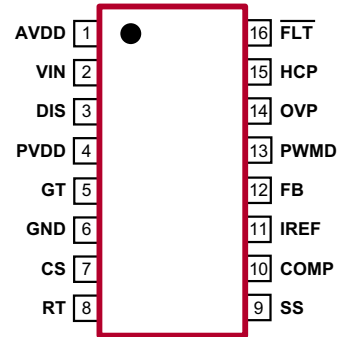 AVDD 1 16 FLT
VIN 2 15 HCP
DIS 3 14 OVP
PVDD 4 13 PWMD
GT 5 12 FB
GND 6 11 IREF
CS 7 10 COMP
RT 8 9 SS